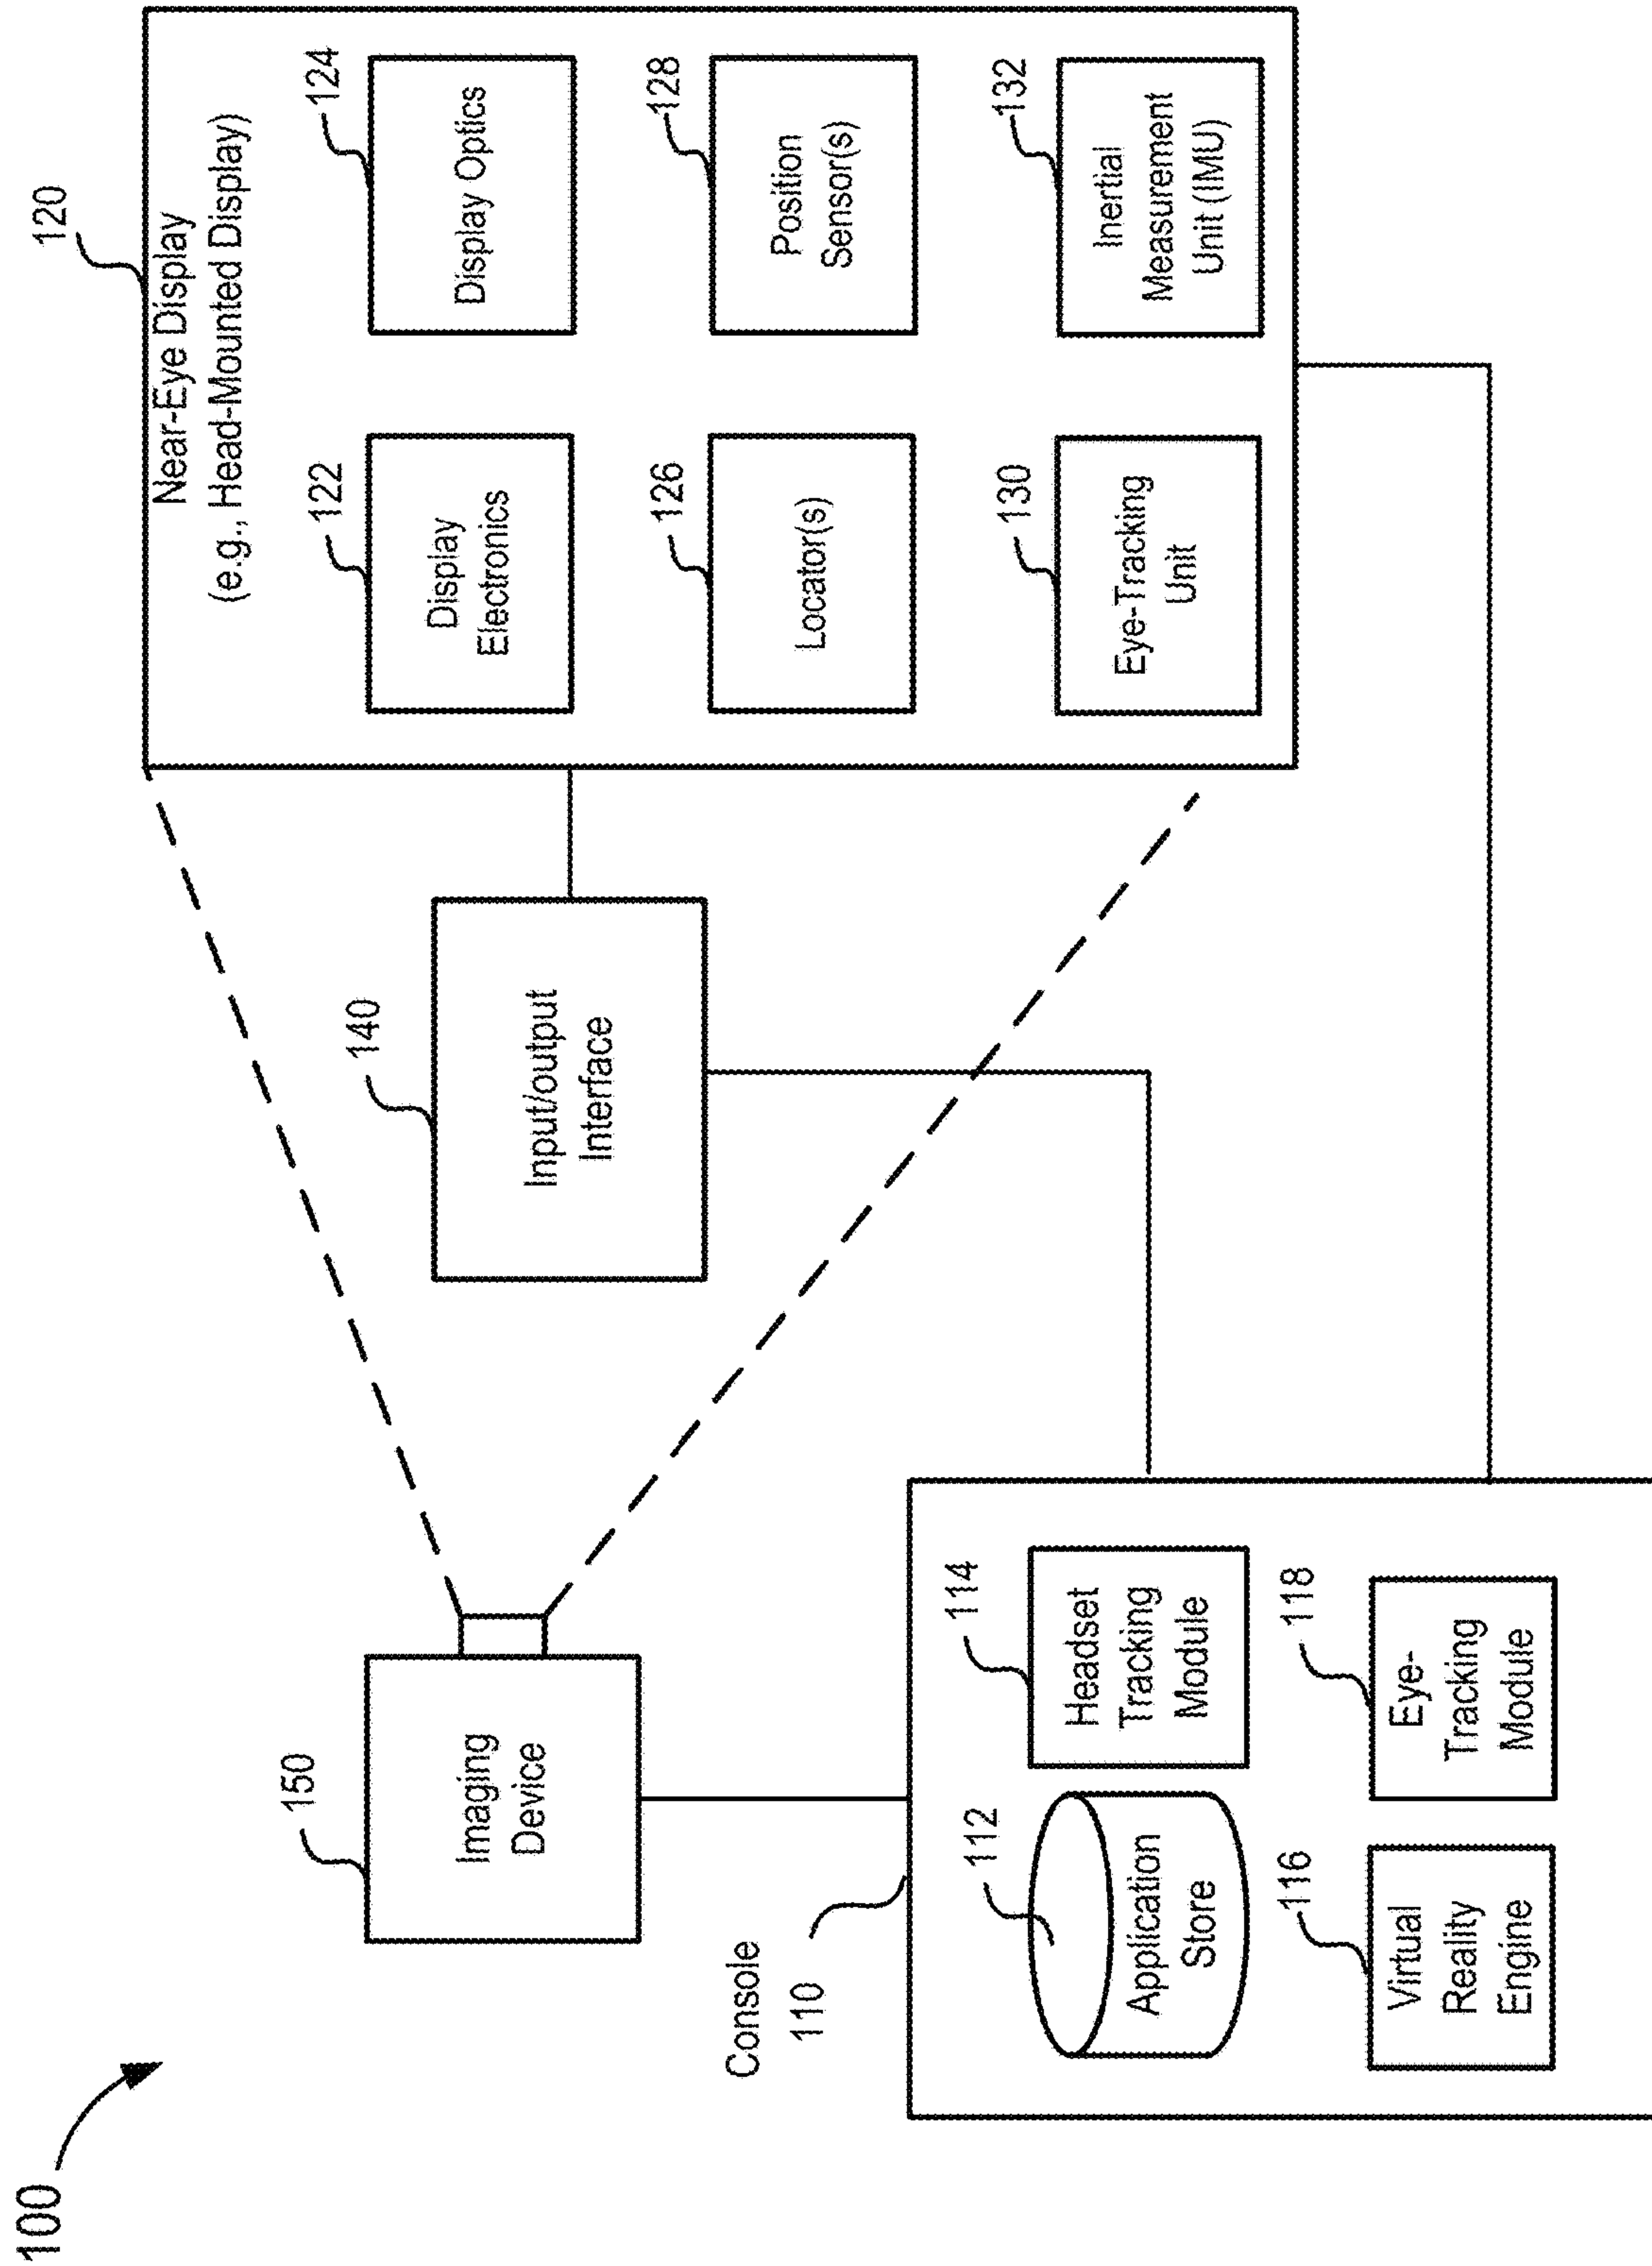 100
150
Imaging
Device
140
Input/output
Interface
120
Near-Eye Display
(e.g., Head-Mounted Display)
122
Display
Electronics
124
Display Optics
126
Locator(s)
128
Position
Sensor(s)
130
Eye-Tracking
Unit
132
Inertial
Measurement
Unit (IMU)
Console
110
112
Application
Store
114
Headset
Tracking
Module
116
Virtual
Reality
Engine
118
Eye-
Tracking
Module